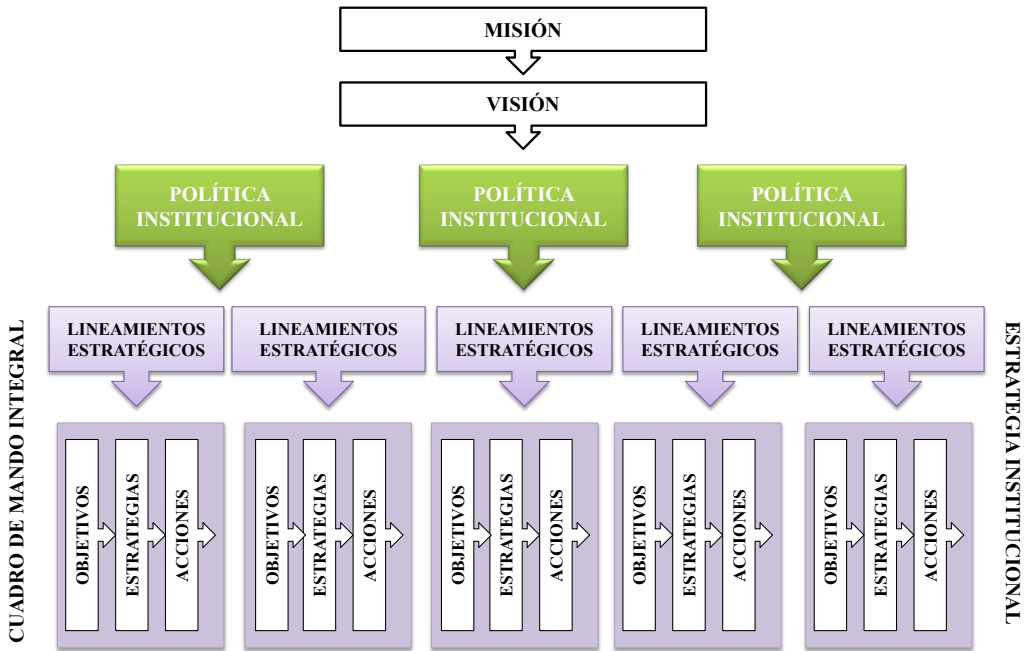 MISIÓN
VISIÓN
POLÍTICA
INSTITUCIONAL
POLÍTICA
INSTITUCIONAL
POLÍTICA
INSTITUCIONAL
CUADRO DE MANDO INTEGRAL
LINEAMIENTOS
ESTRATÉGICOS
LINEAMIENTOS
ESTRATÉGICOS
LINEAMIENTOS
ESTRATÉGICOS
LINEAMIENTOS
ESTRATÉGICOS
LINEAMIENTOS
ESTRATÉGICOS
ESTRATEGIA INSTITUCIONAL
OBJETIVOS
ESTRATEGIAS
ACCIONES
OBJETIVOS
ESTRATEGIAS
ACCIONES
OBJETIVOS
ESTRATEGIAS
ACCIONES
OBJETIVOS
ESTRATEGIAS
ACCIONES
OBJETIVOS
ESTRATEGIAS
ACCIONES